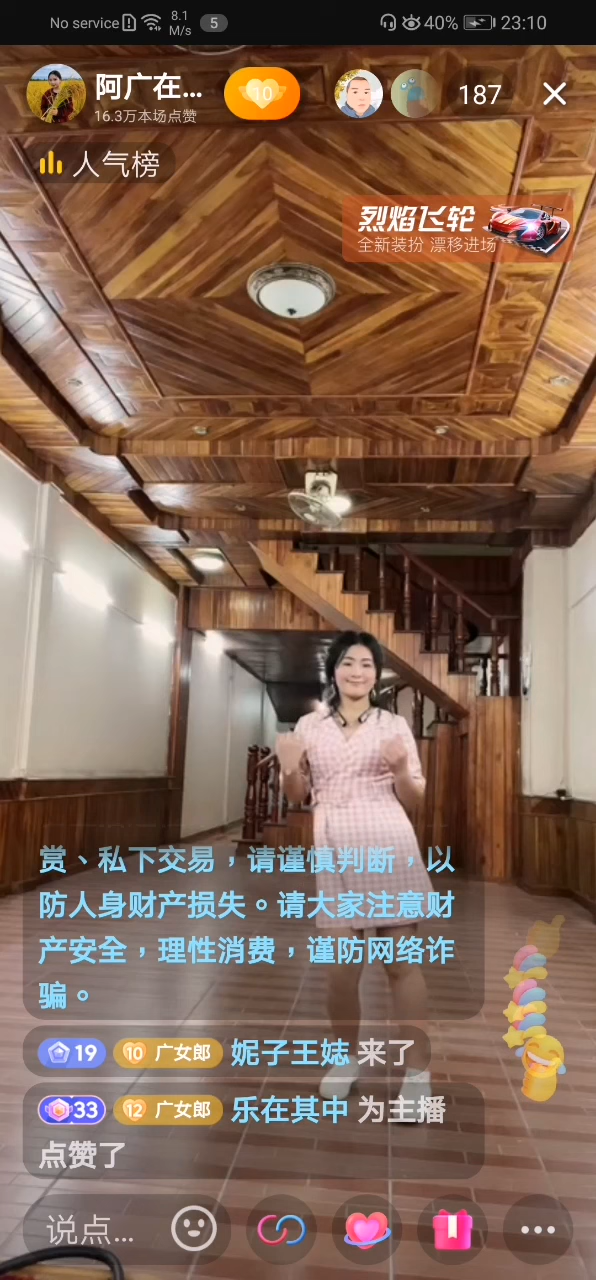 No service
8.1
M/s
5
40%
23:10
阿广在...
16.3万本场点赞
10
187
人气榜
烈焰飞轮
全新装扮 漂移进场
赏、私下交易，请谨慎判断，以
防人身财产损失。请大家注意财
产安全，理性消费，谨防网络诈
骗。
19 10 广女郎 妮子王娡 来了
33 12 广女郎 乐在其中 为主播
点赞了
说点...